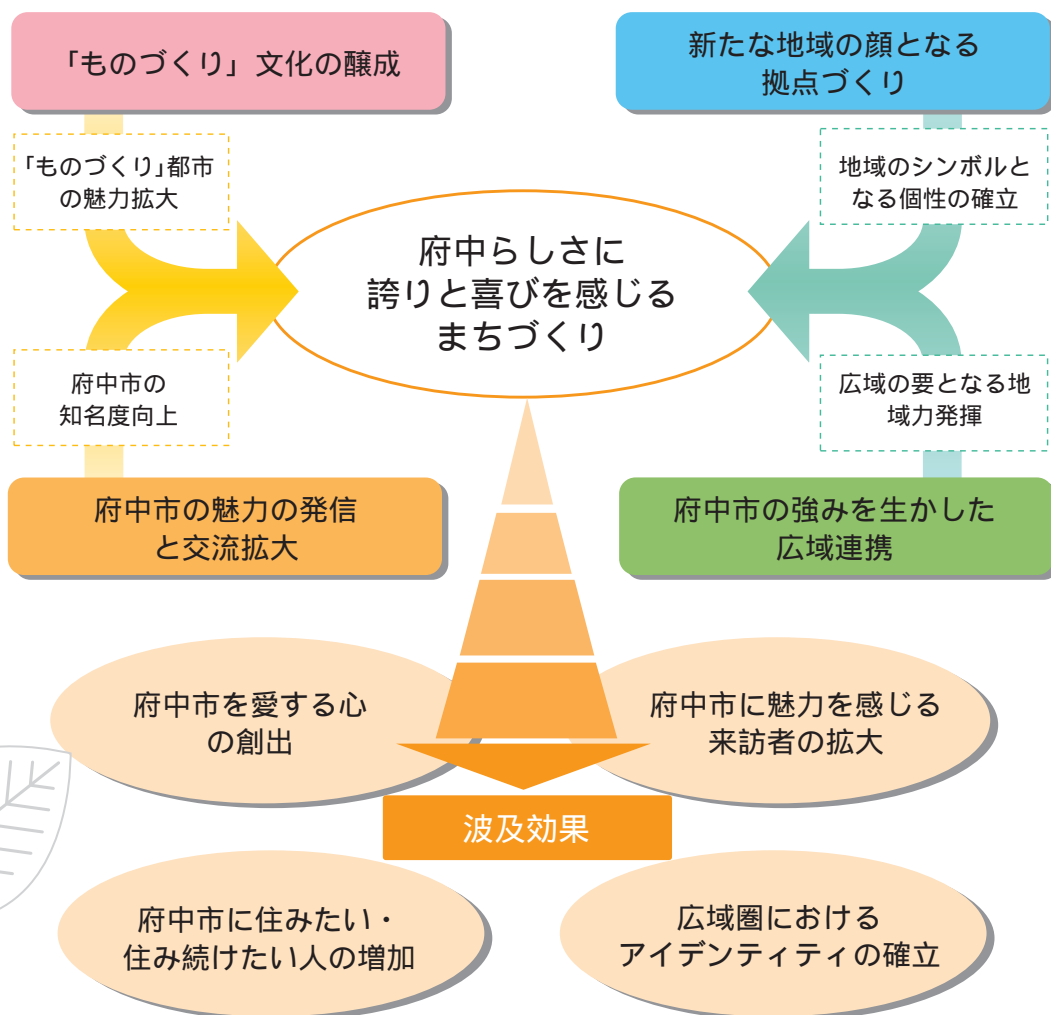 「ものづくり」文化の醸成
新たな地域の顔となる
拠点づくり
「ものづくり」都市
の魅力拡大
地域のシンボルと
なる個性の確立
府中らしさに
誇りと喜びを感じる
まちづくり
府中市の
知名度向上
広域の要となる地
域力発揮
府中市の魅力の発信
と交流拡大
府中市の強みを生かした
広域連携
府中市を愛する心
の創出
府中市に魅力を感じる
来訪者の拡大
波及効果
府中市に住みたい・
住み続けたい人の増加
広域圏における
アイデンティティの確立